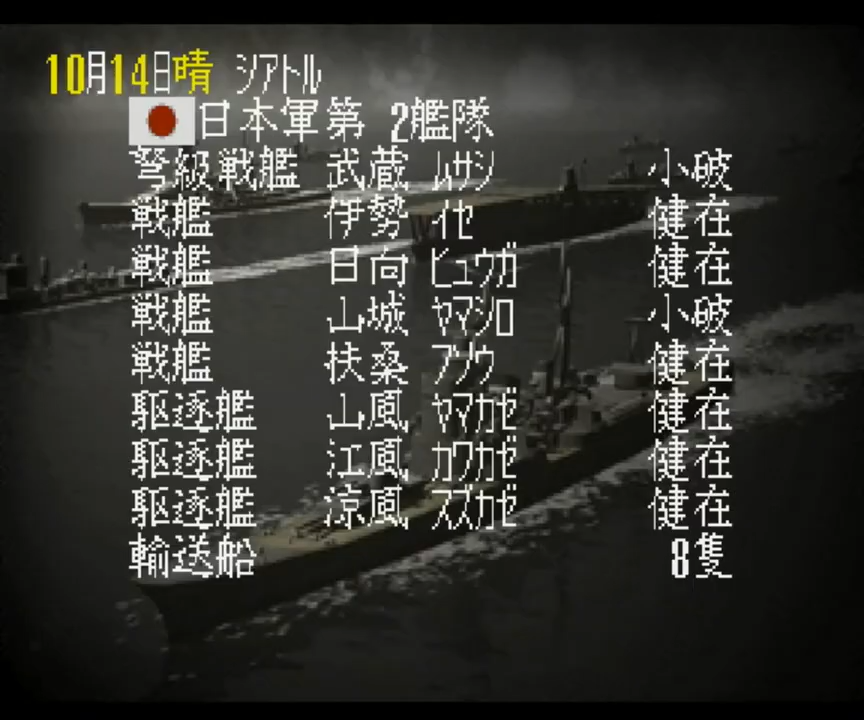 10月14日晴 ｼｱﾄﾙ
日本軍第 2艦隊
弩級戦艦 武蔵 ﾑｻｼ 小破
戦艦 伊勢 ｲｾ 健在
戦艦 日向 ﾋｭｳｶﾞ 健在
戦艦 山城 ﾔﾏｼﾛ 小破
戦艦 扶桑 ﾌｿｳ 健在
駆逐艦 山風 ﾔﾏｶｾﾞ 健在
駆逐艦 江風 ｶﾜｶｾﾞ 健在
駆逐艦 涼風 ｽｽﾞｶｾﾞ 健在
輸送船 8隻